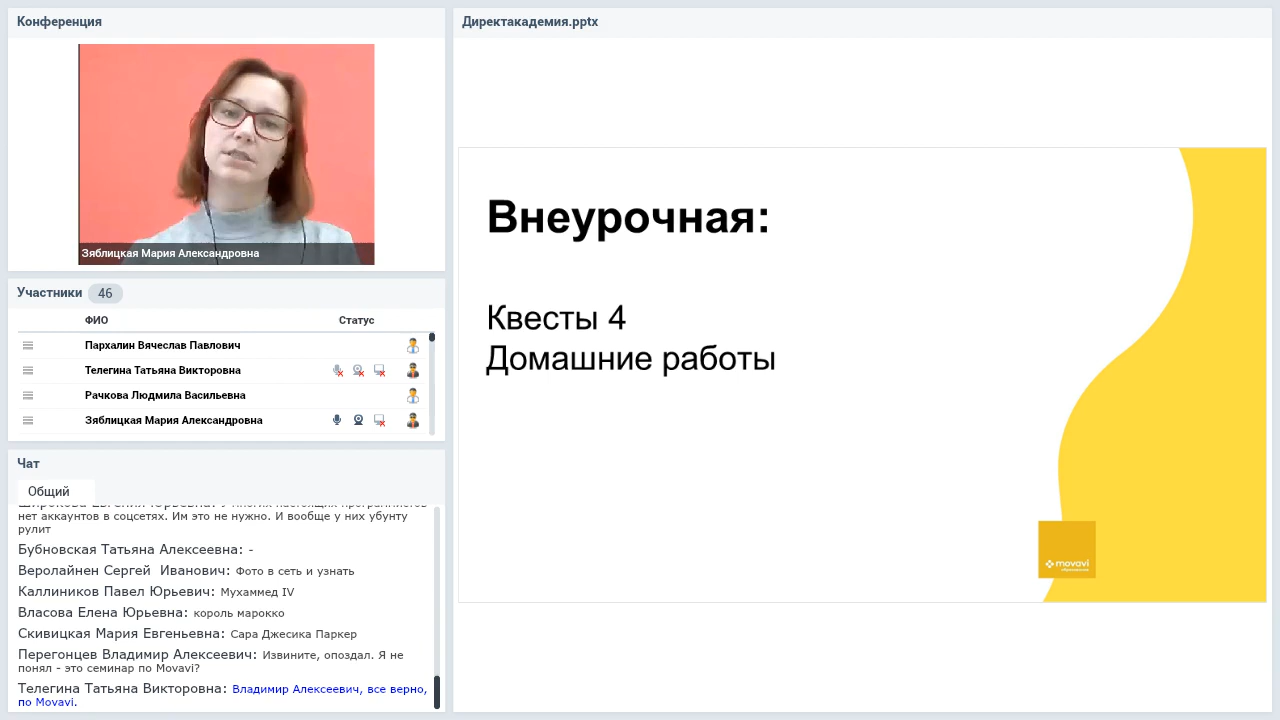 Конференция
Зяблицкая Мария Александровна
Участники 46
ФИО Статус
Пархалин Вячеслав Павлович
Телегина Татьяна Викторовна
Рачкова Людмила Васильевна
Зяблицкая Мария Александровна
Чат
Общий
нет аккаунтов в соцсетях. Им это не нужно. И вообще у них убунту
рулит
Бубновская Татьяна Алексеевна: -
Веролайнен Сергей Иванович: Фото в сеть и узнать
Каллиников Павел Юрьевич: Мухаммед IV
Власова Елена Юрьевна: король марокко
Скивицкая Мария Евгеньевна: Сара Джесика Паркер
Перегонцев Владимир Алексеевич: Извините, опоздал. Я не
понял - это семинар по Movavi?
Телегина Татьяна Викторовна: Владимир Алексеевич, все верно,
по Movavi.
Директакадемия.pptx
Внеурочная:
Квесты 4
Домашние работы
movavi